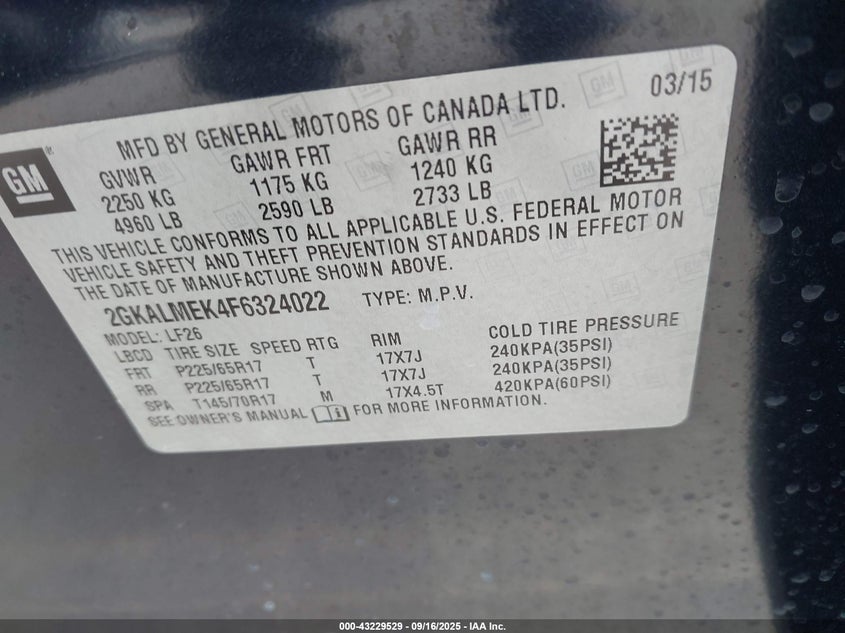 03/15
MFD BY GENERAL MOTORS OF CANADA LTD.
GM®
GVWR GAWR FRT GAWR RR
2250 KG 1175 KG 1240 KG
4960 LB 2590 LB 2733 LB
THIS VEHICLE CONFORMS TO ALL APPLICABLE U.S. FEDERAL MOTOR
VEHICLE SAFETY AND THEFT PREVENTION STANDARDS IN EFFECT ON
THE DATE OF MANUFACTURE SHOWN ABOVE.
2GKALMEK4F6324022 TYPE: M.P.V.
MODEL: LF26
LBCD TIRE SIZE SPEED RTG RIM COLD TIRE PRESSURE
FRT P225/65R17 T 17X7J 240KPA(35PSI)
RR P225/65R17 T 17X7J 240KPA(35PSI)
SPA T145/70R17 M 17X4.5T 420KPA(60PSI)
SEE OWNER'S MANUAL FOR MORE INFORMATION.
000-43229529 - 09/16/2025 - IAA Inc.